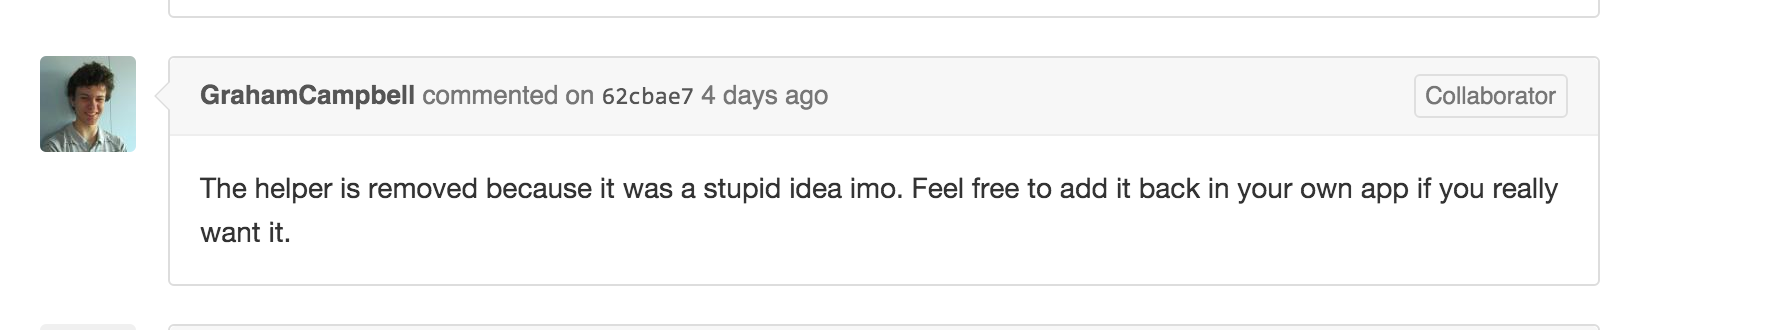 GrahamCampbell commented on 62cbae7 4 days ago
Collaborator
The helper is removed because it was a stupid idea imo. Feel free to add it back in your own app if you really
want it.